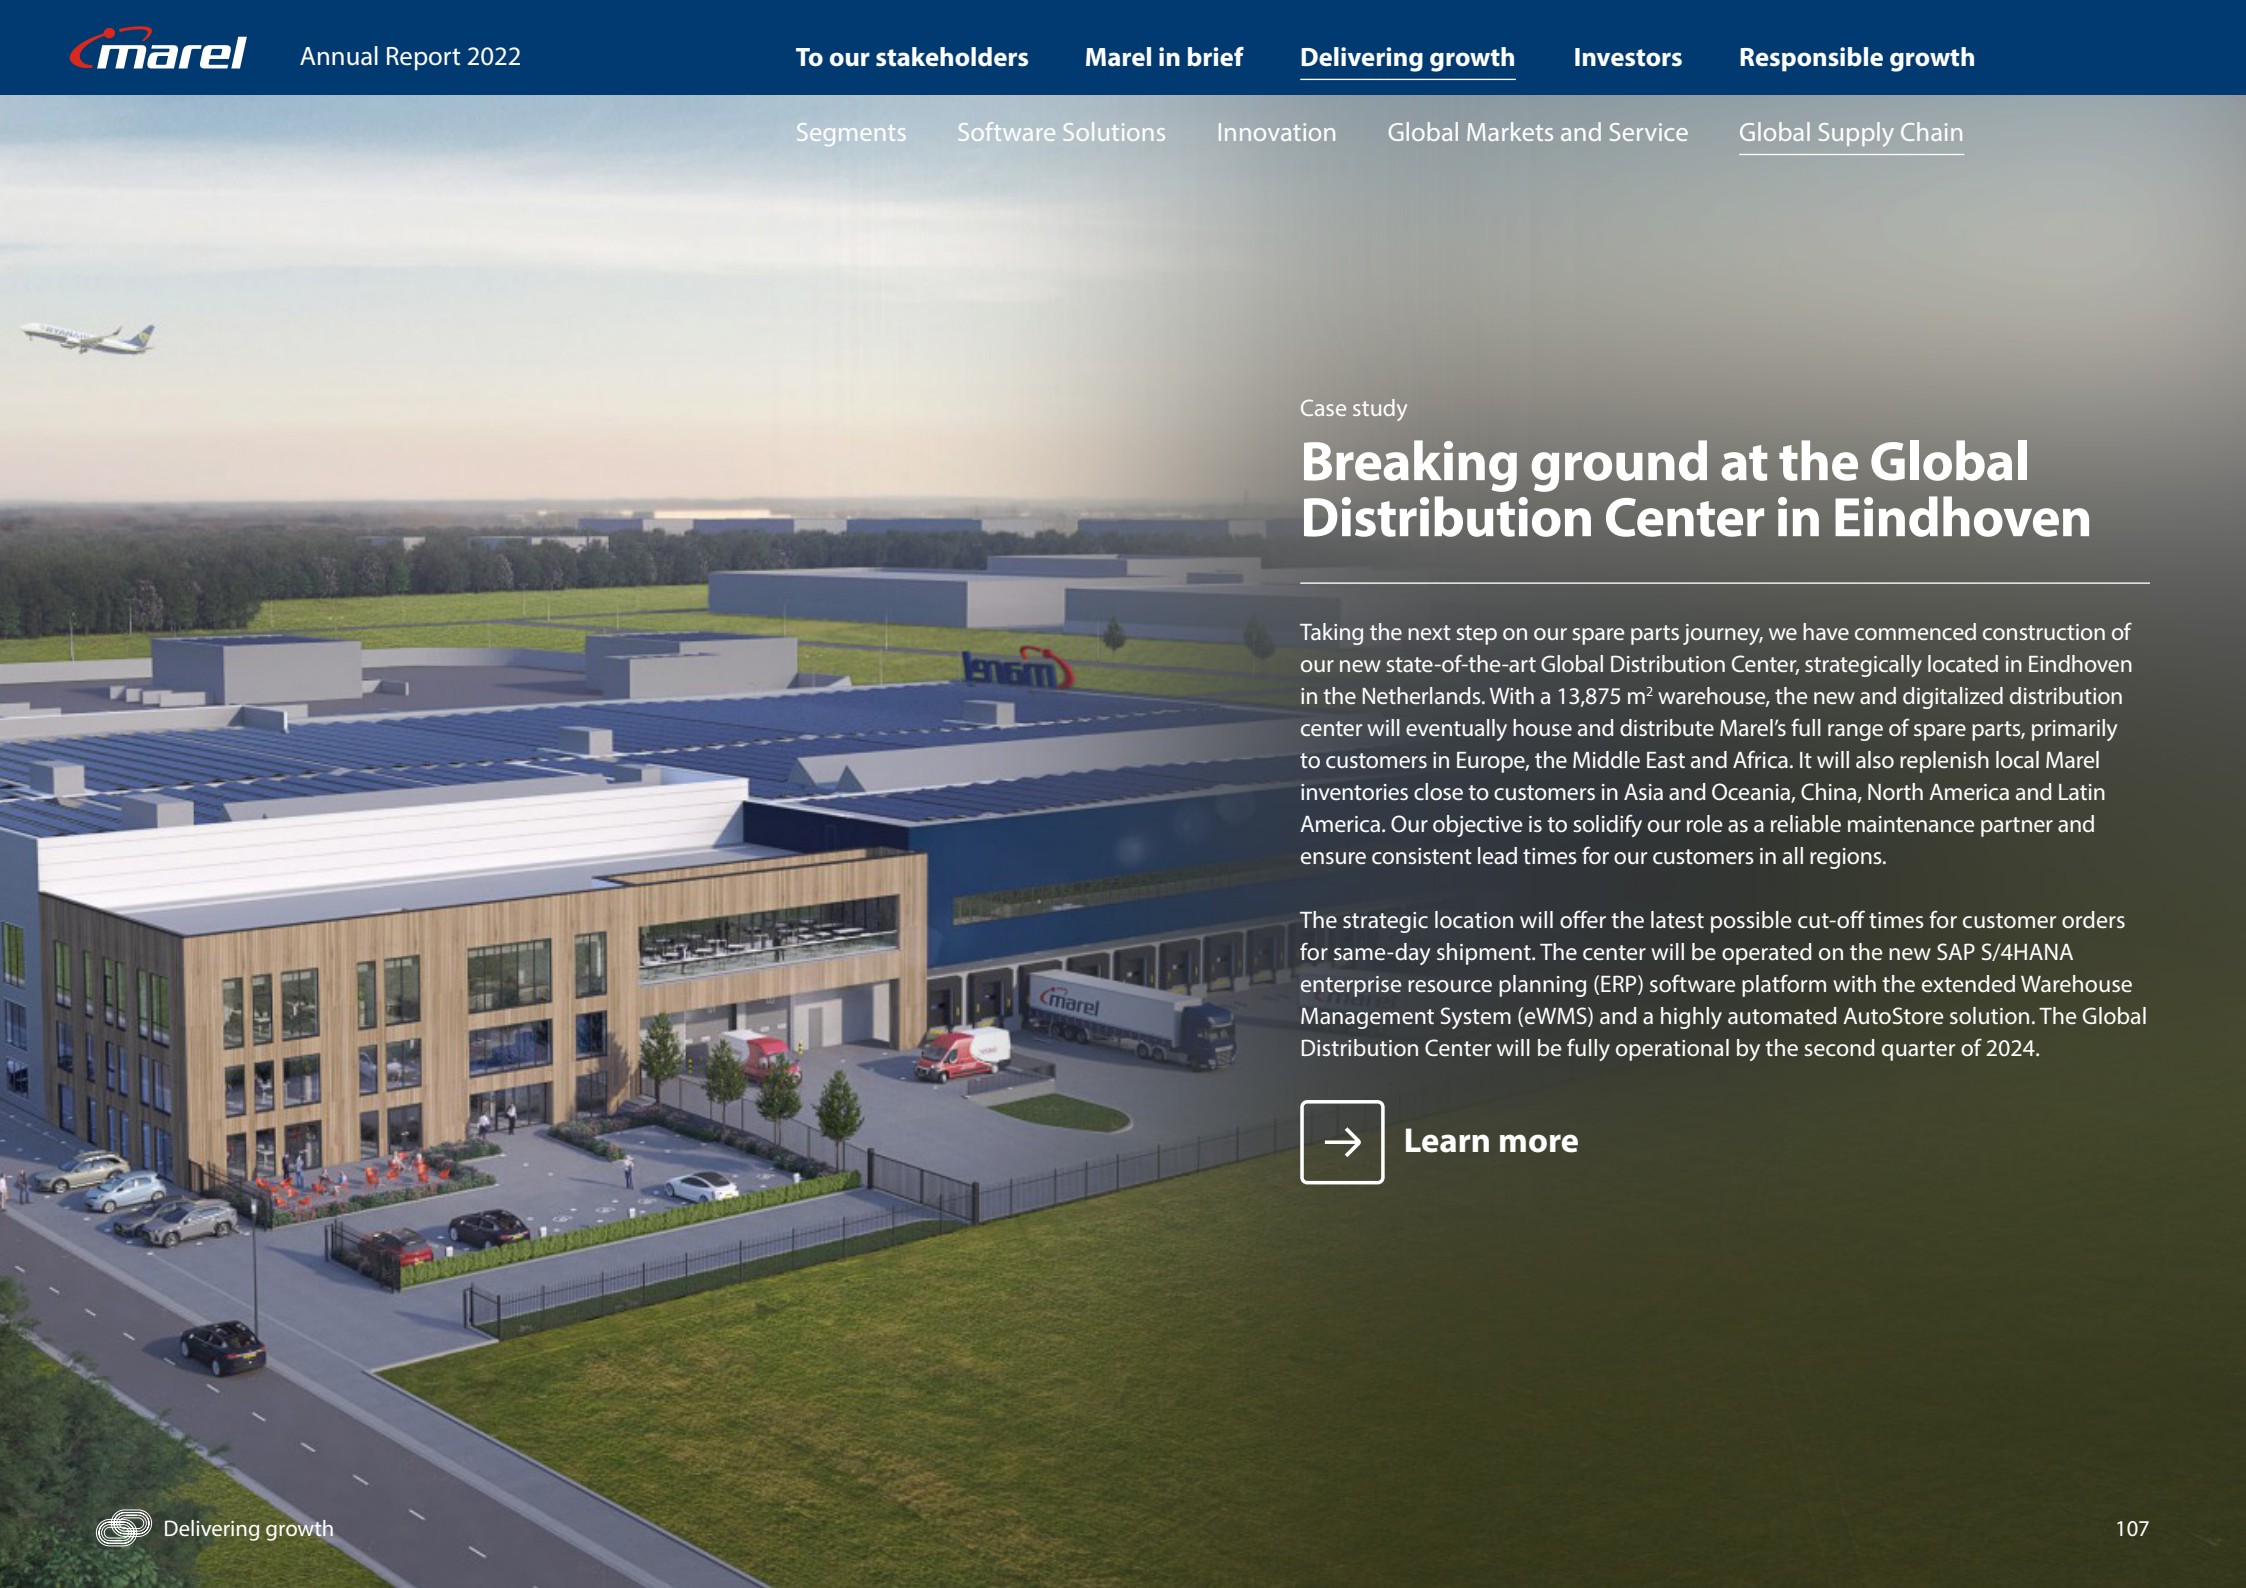 marel
Annual Report 2022
To our stakeholders
Marel in brief
Delivering growth
Investors
Responsible growth
Segments
Software Solutions
Innovation
Global Markets and Service
Global Supply Chain
RYANAIR
Case study
Breaking ground at the Global
Distribution Center in Eindhoven
Taking the next step on our spare parts journey, we have commenced construction of
our new state-of-the-art Global Distribution Center, strategically located in Eindhoven
in the Netherlands. With a 13,875 m² warehouse, the new and digitalized distribution
center will eventually house and distribute Marel’s full range of spare parts, primarily
to customers in Europe, the Middle East and Africa. It will also replenish local Marel
inventories close to customers in Asia and Oceania, China, North America and Latin
America. Our objective is to solidify our role as a reliable maintenance partner and
ensure consistent lead times for our customers in all regions.
The strategic location will offer the latest possible cut-off times for customer orders
for same-day shipment. The center will be operated on the new SAP S/4HANA
enterprise resource planning (ERP) software platform with the extended Warehouse
Management System (eWMS) and a highly automated AutoStore solution. The Global
Distribution Center will be fully operational by the second quarter of 2024.
Learn more
marel
marel
marel
Delivering growth
107